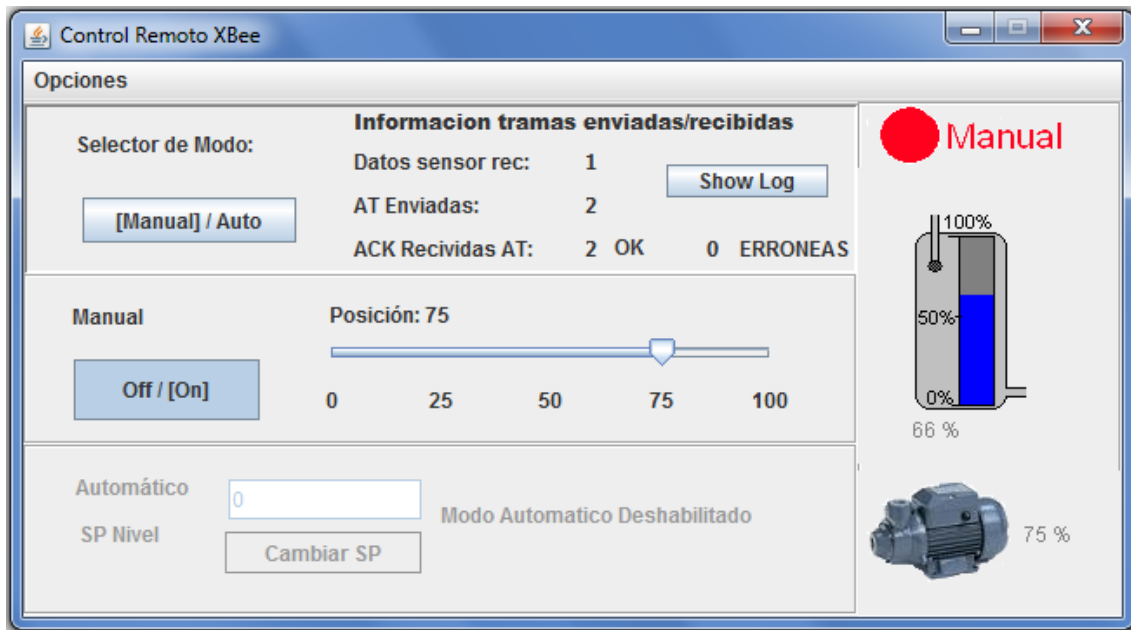 Control Remoto XBee
Opciones
Selector de Modo:
[Manual] / Auto
Informacion tramas enviadas/recibidas
Datos sensor rec: 1
Show Log
AT Enviadas: 2
ACK Recividas AT: 2 OK 0 ERRONEAS
Manual
Off / [On]
Posición: 75
0 25 50 75 100
Automático
SP Nivel
0
Cambiar SP
Modo Automatico Deshabilitado
Manual
100%
50%
0%
66 %
75 %